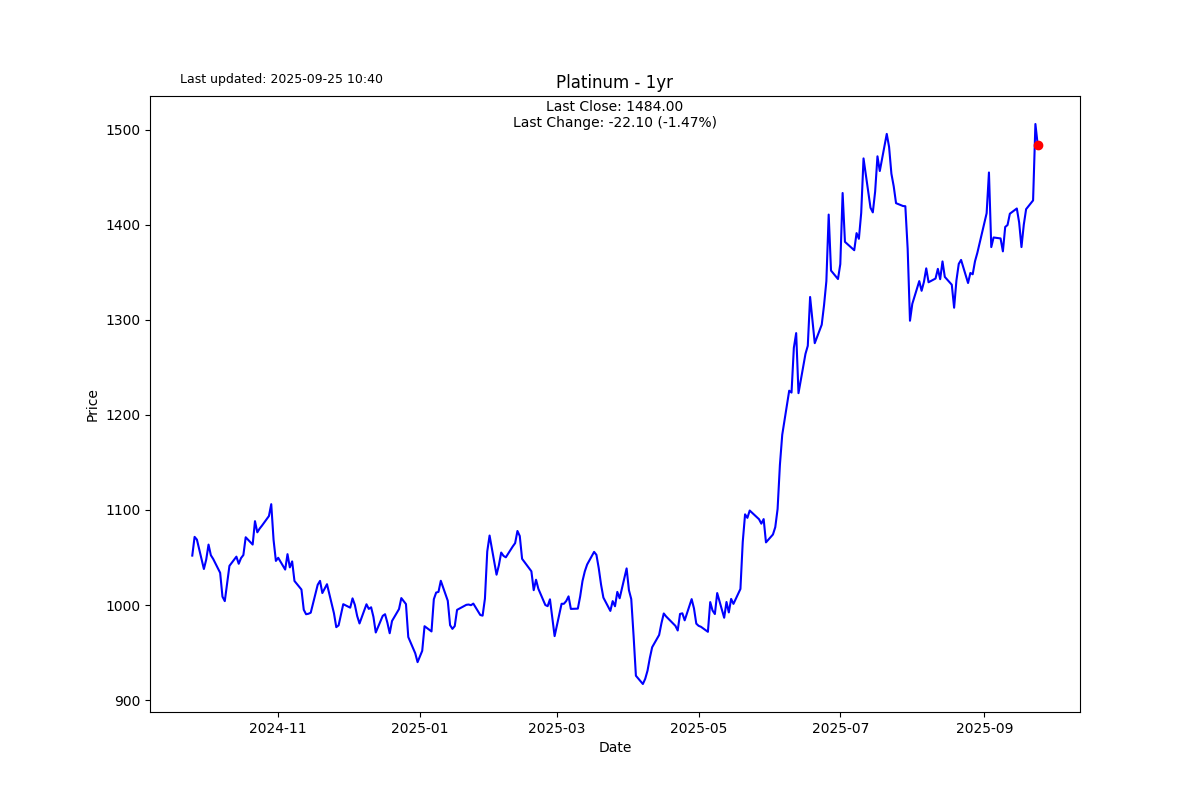 Last updated: 2025-09-25 10:40
Platinum - 1yr
Last Close: 1484.00
Last Change: -22.10 (-1.47%)
Price
1500
1400
1300
1200
1100
1000
900
2024-11 2025-01 2025-03 2025-05 2025-07 2025-09
Date